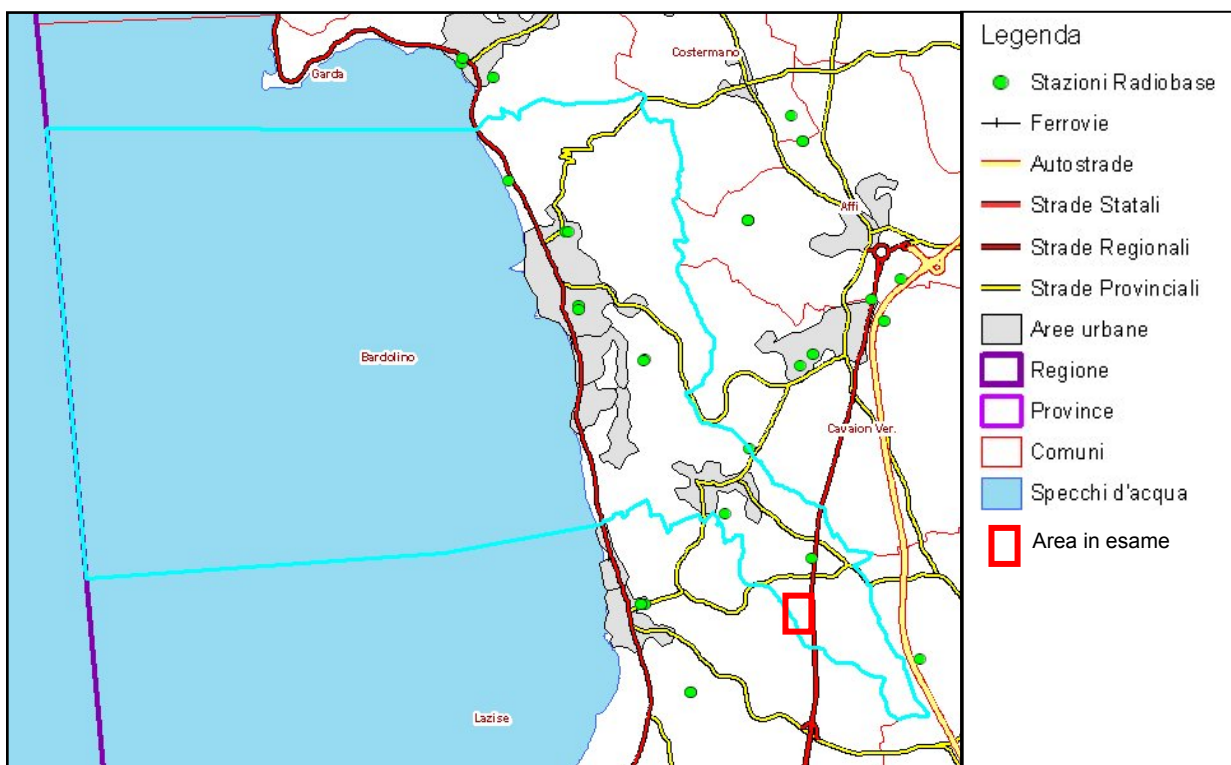 Garda
Costermano
Affi
Bardolino
Cavaion Ver.
Lazise
Legenda
Stazioni Radiobase
Ferrovie
Autostrade
Strade Statali
Strade Regionali
Strade Provinciali
Aree urbane
Regione
Province
Comuni
Specchi d'acqua
Area in esame